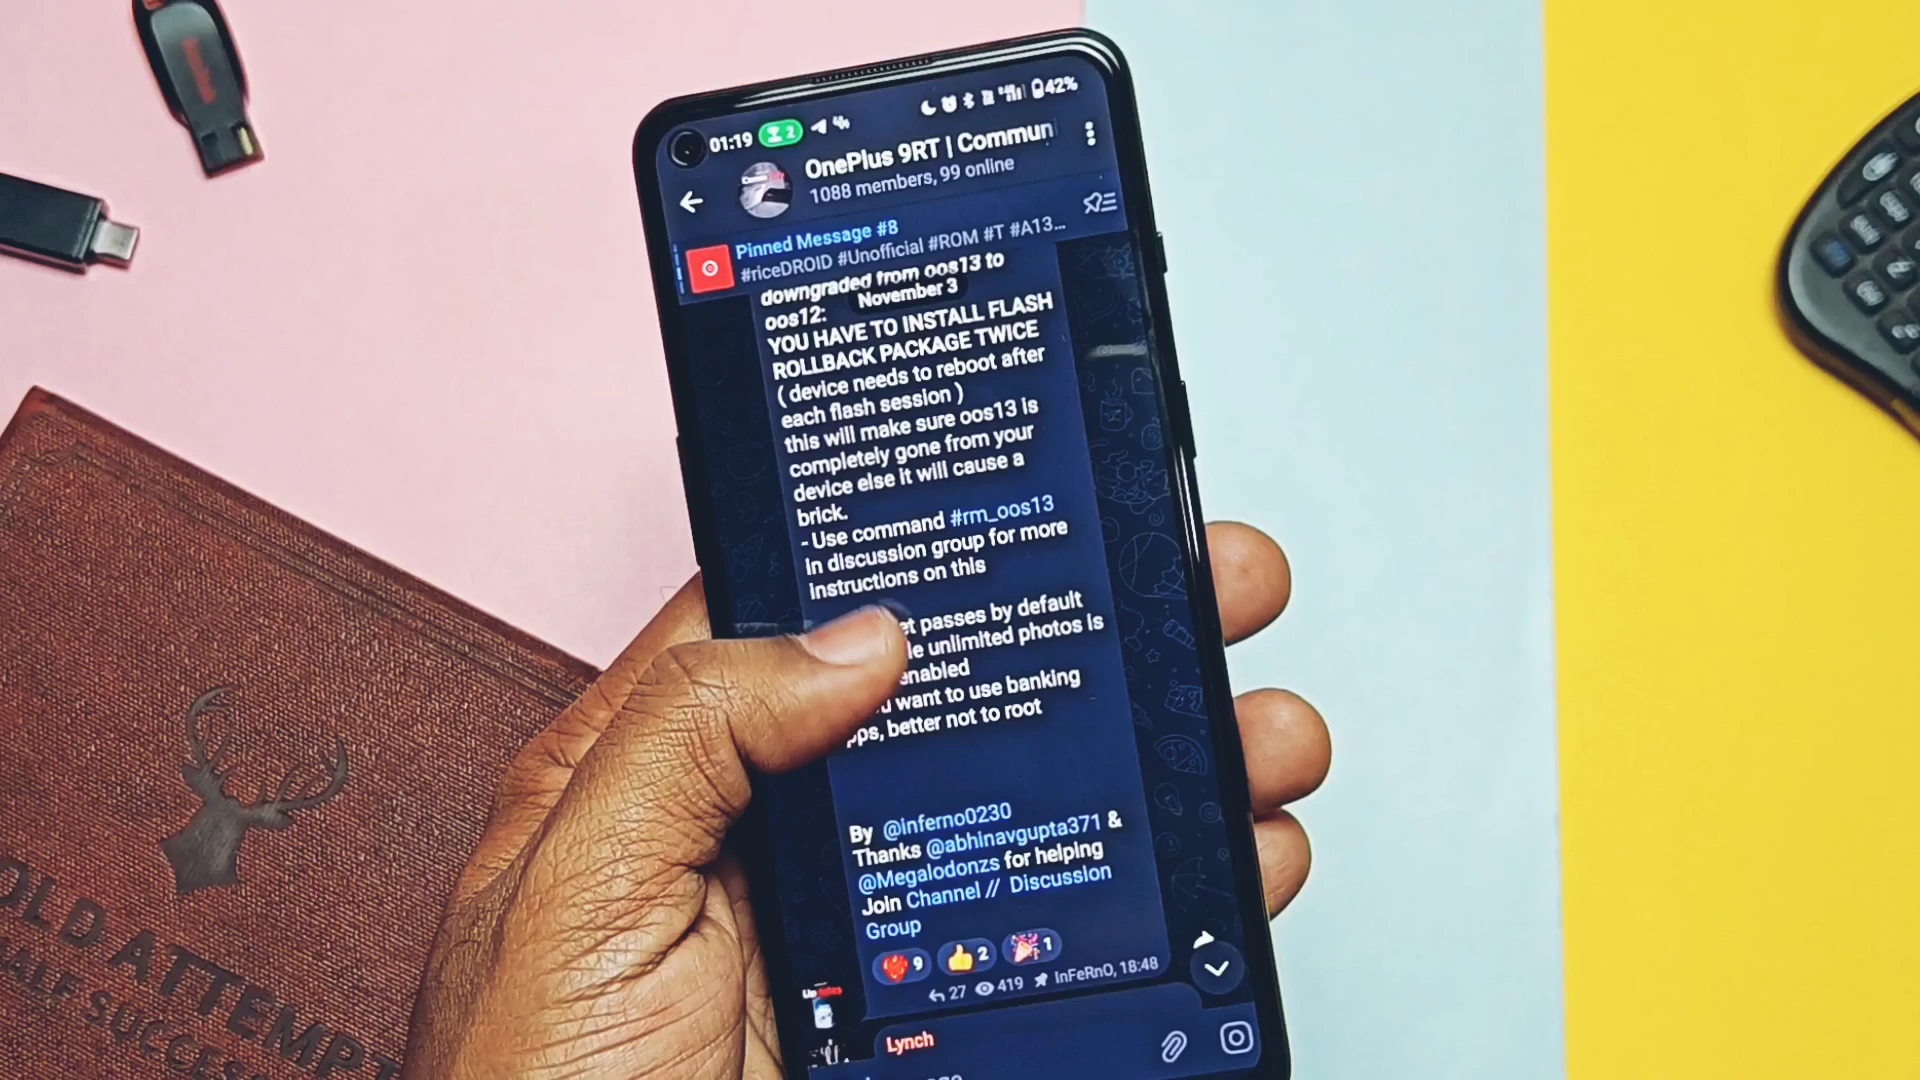 01:19 2 42%
OnePlus 9RT | Commun
1088 members, 99 online
Pinned Message #8
#riceDROID #Unofficial #ROM #T #A13...
downgraded from oos13 to
November 3
oos12:
YOU HAVE TO INSTALL FLASH
ROLLBACK PACKAGE TWICE
( device needs to reboot after
each flash session )
this will make sure oos13 is
completely gone from your
device else it will cause a
brick.
- Use command #rm_oos13
in discussion group for more
instructions on this
passes by default
unlimited photos is
enabled
want to use banking
better not to root
By @inferno0230
Thanks @abhinavgupta371 &
@Megalodonzs for helping
Join Channel // Discussion
Group
9 2 1
27 419 InFeRnO, 18:48
Lynch
OLD ATTEMPT
HALF SUCCESS
SanDisk